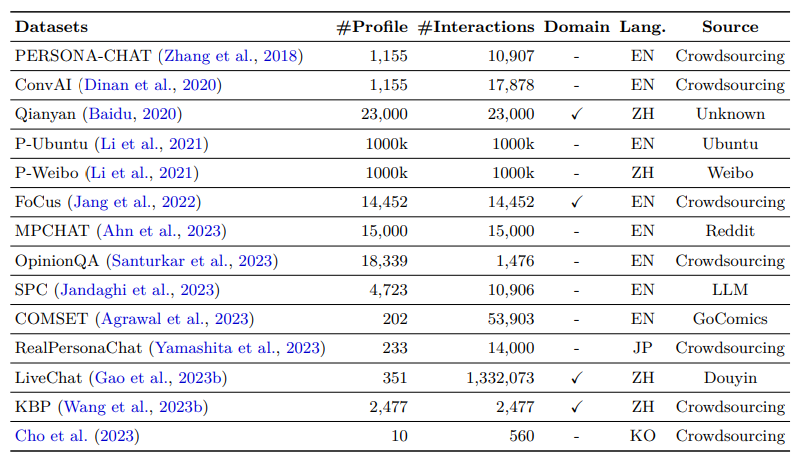 Datasets #Profile #Interactions Domain Lang. Source
PERSONA-CHAT (Zhang et al., 2018) 1,155 10,907 - EN Crowdsourcing
ConvAI (Dinan et al., 2020) 1,155 17,878 - EN Crowdsourcing
Qianyan (Baidu, 2020) 23,000 23,000 ✓ ZH Unknown
P-Ubuntu (Li et al., 2021) 1000k 1000k - EN Ubuntu
P-Weibo (Li et al., 2021) 1000k 1000k - ZH Weibo
FoCus (Jang et al., 2022) 14,452 14,452 ✓ EN Crowdsourcing
MPCHAT (Ahn et al., 2023) 15,000 15,000 - EN Reddit
OpinionQA (Santurkar et al., 2023) 18,339 1,476 - EN Crowdsourcing
SPC (Jandaghi et al., 2023) 4,723 10,906 - EN LLM
COMSET (Agrawal et al., 2023) 202 53,903 - EN GoComics
RealPersonaChat (Yamashita et al., 2023) 233 14,000 - JP Crowdsourcing
LiveChat (Gao et al., 2023b) 351 1,332,073 ✓ ZH Douyin
KBP (Wang et al., 2023b) 2,477 2,477 ✓ ZH Crowdsourcing
Cho et al. (2023) 10 560 - KO Crowdsourcing